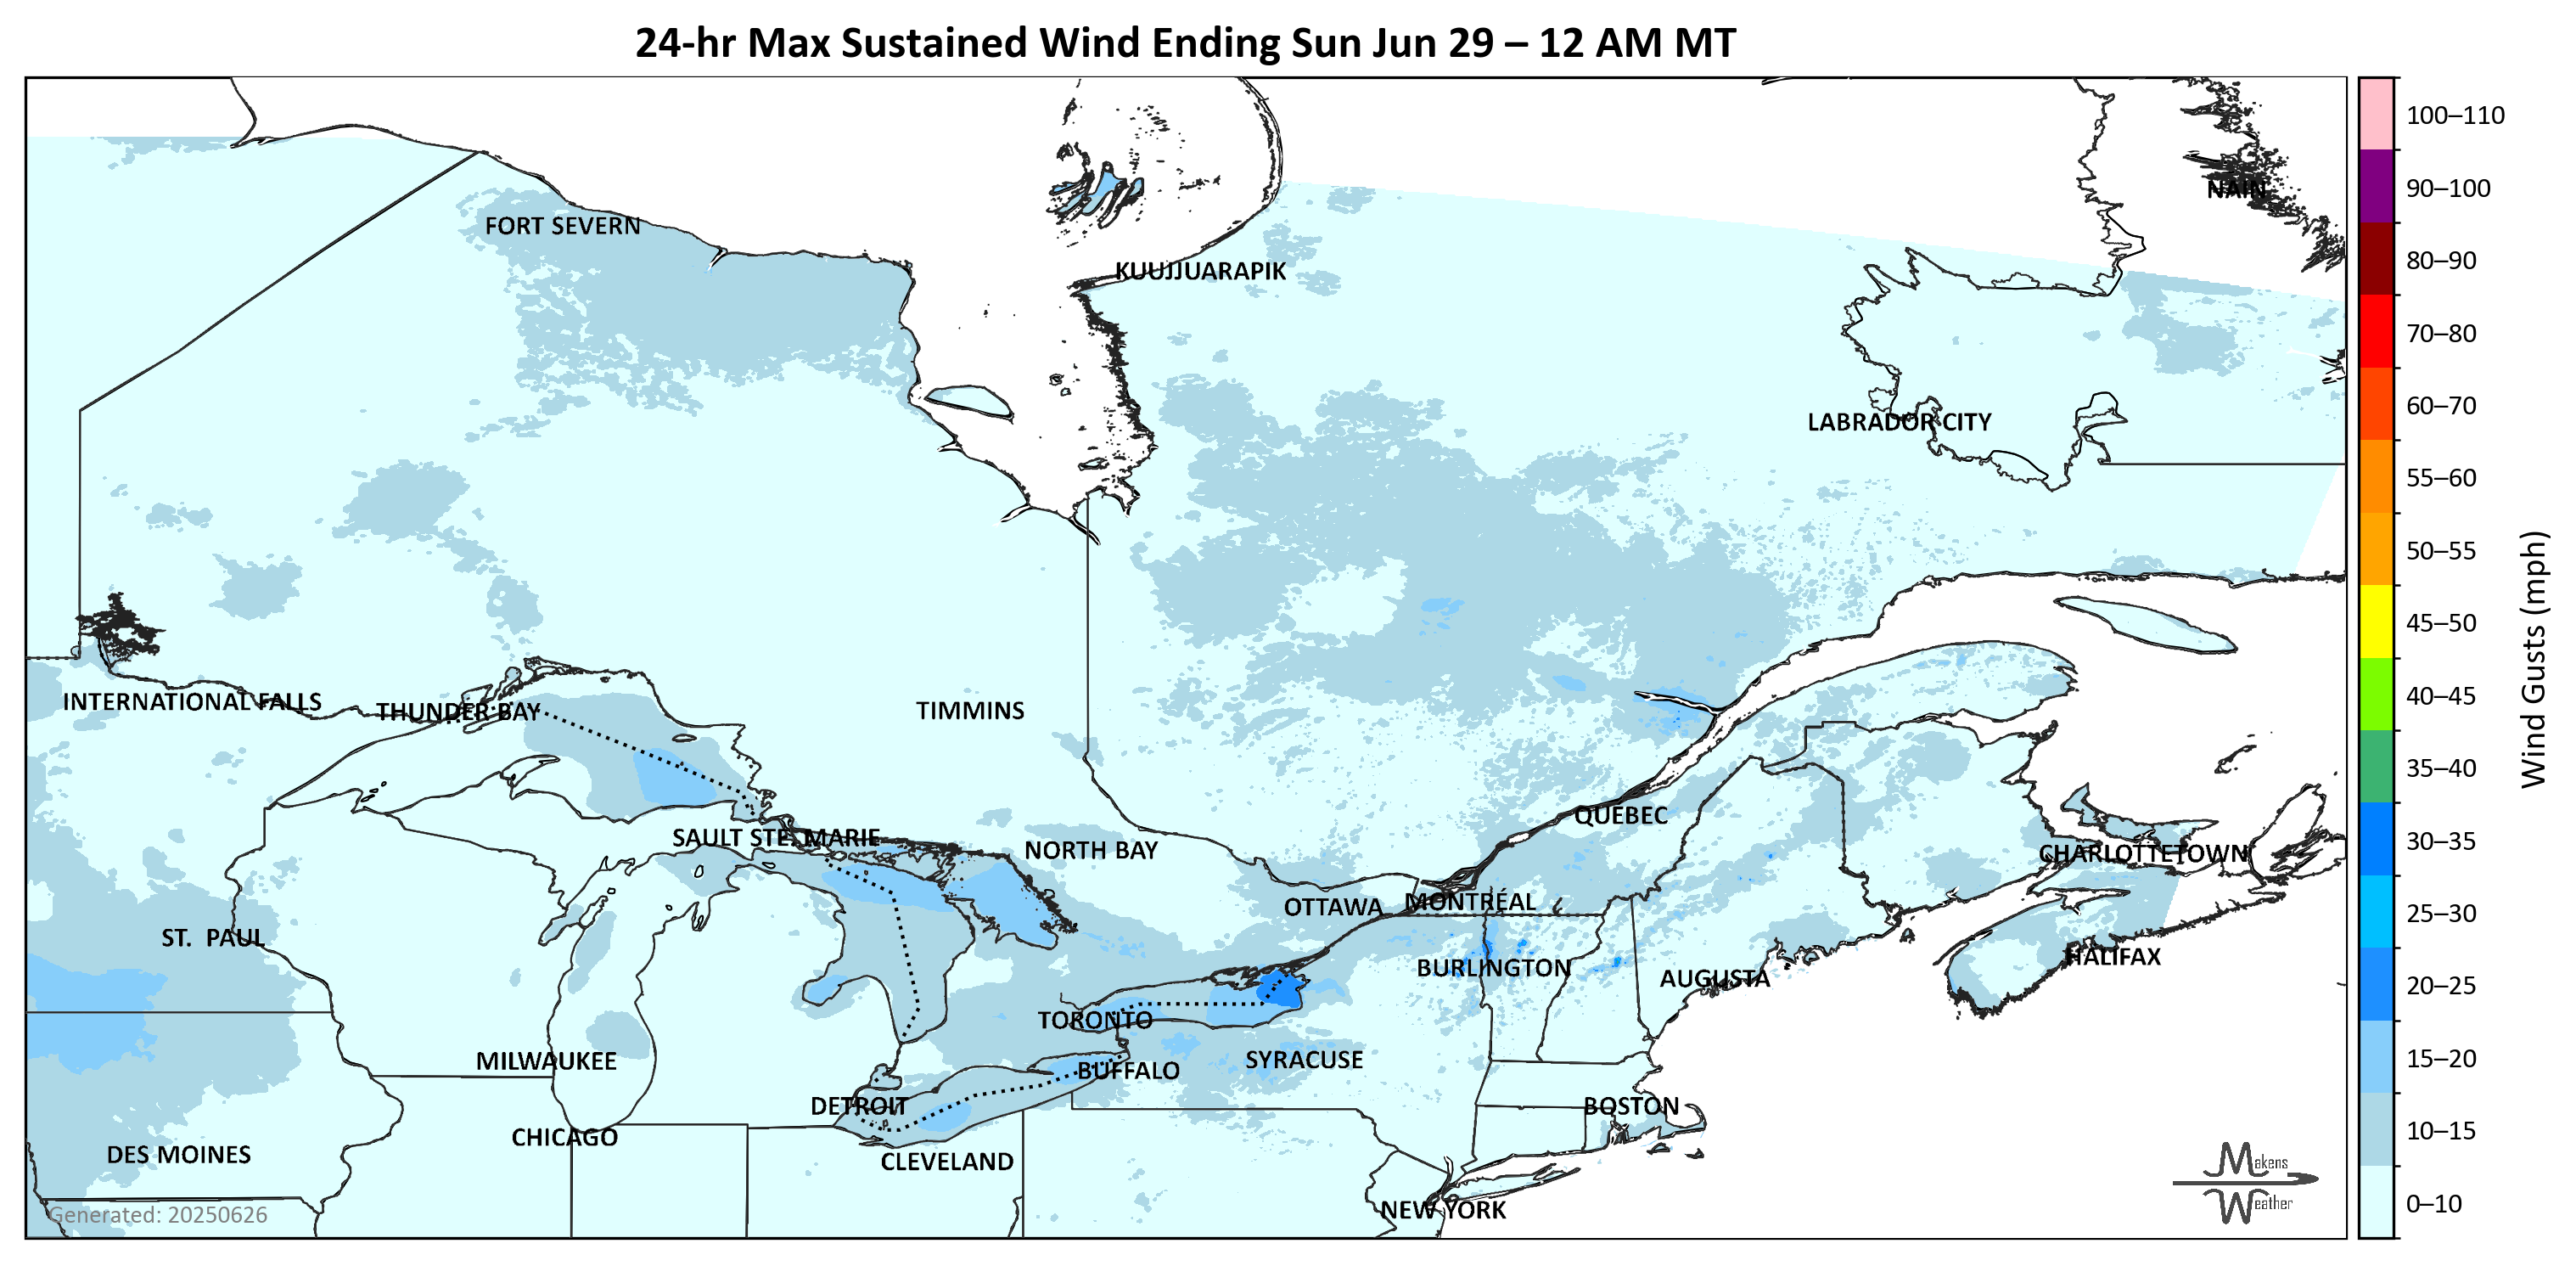 24-hr Max Sustained Wind Ending Sun Jun 29 – 12 AM MT
100–110
90–100
NAIN
FORT SEVERN
80–90
KUUJJUARAPIK
70–80
60–70
LABRADOR CITY
55–60
50–55
45–50
Wind Gusts (mph)
INTERNATIONAL FALLS
THUNDER BAY
TIMMINS
40–45
35–40
QUÉBEC
SAULT STE. MARIE
NORTH BAY
CHARLOTTETOWN
30–35
OTTAWA
MONTRÉAL
25–30
ST. PAUL
BURLINGTON
AUGUSTA
HALIFAX
20–25
TORONTO
MILWAUKEE
BUFFALO
SYRACUSE
15–20
DETROIT
BOSTON
10–15
CHICAGO
DES MOINES
CLEVELAND
Makens
Weather
0–10
NEW YORK
Generated: 20250626